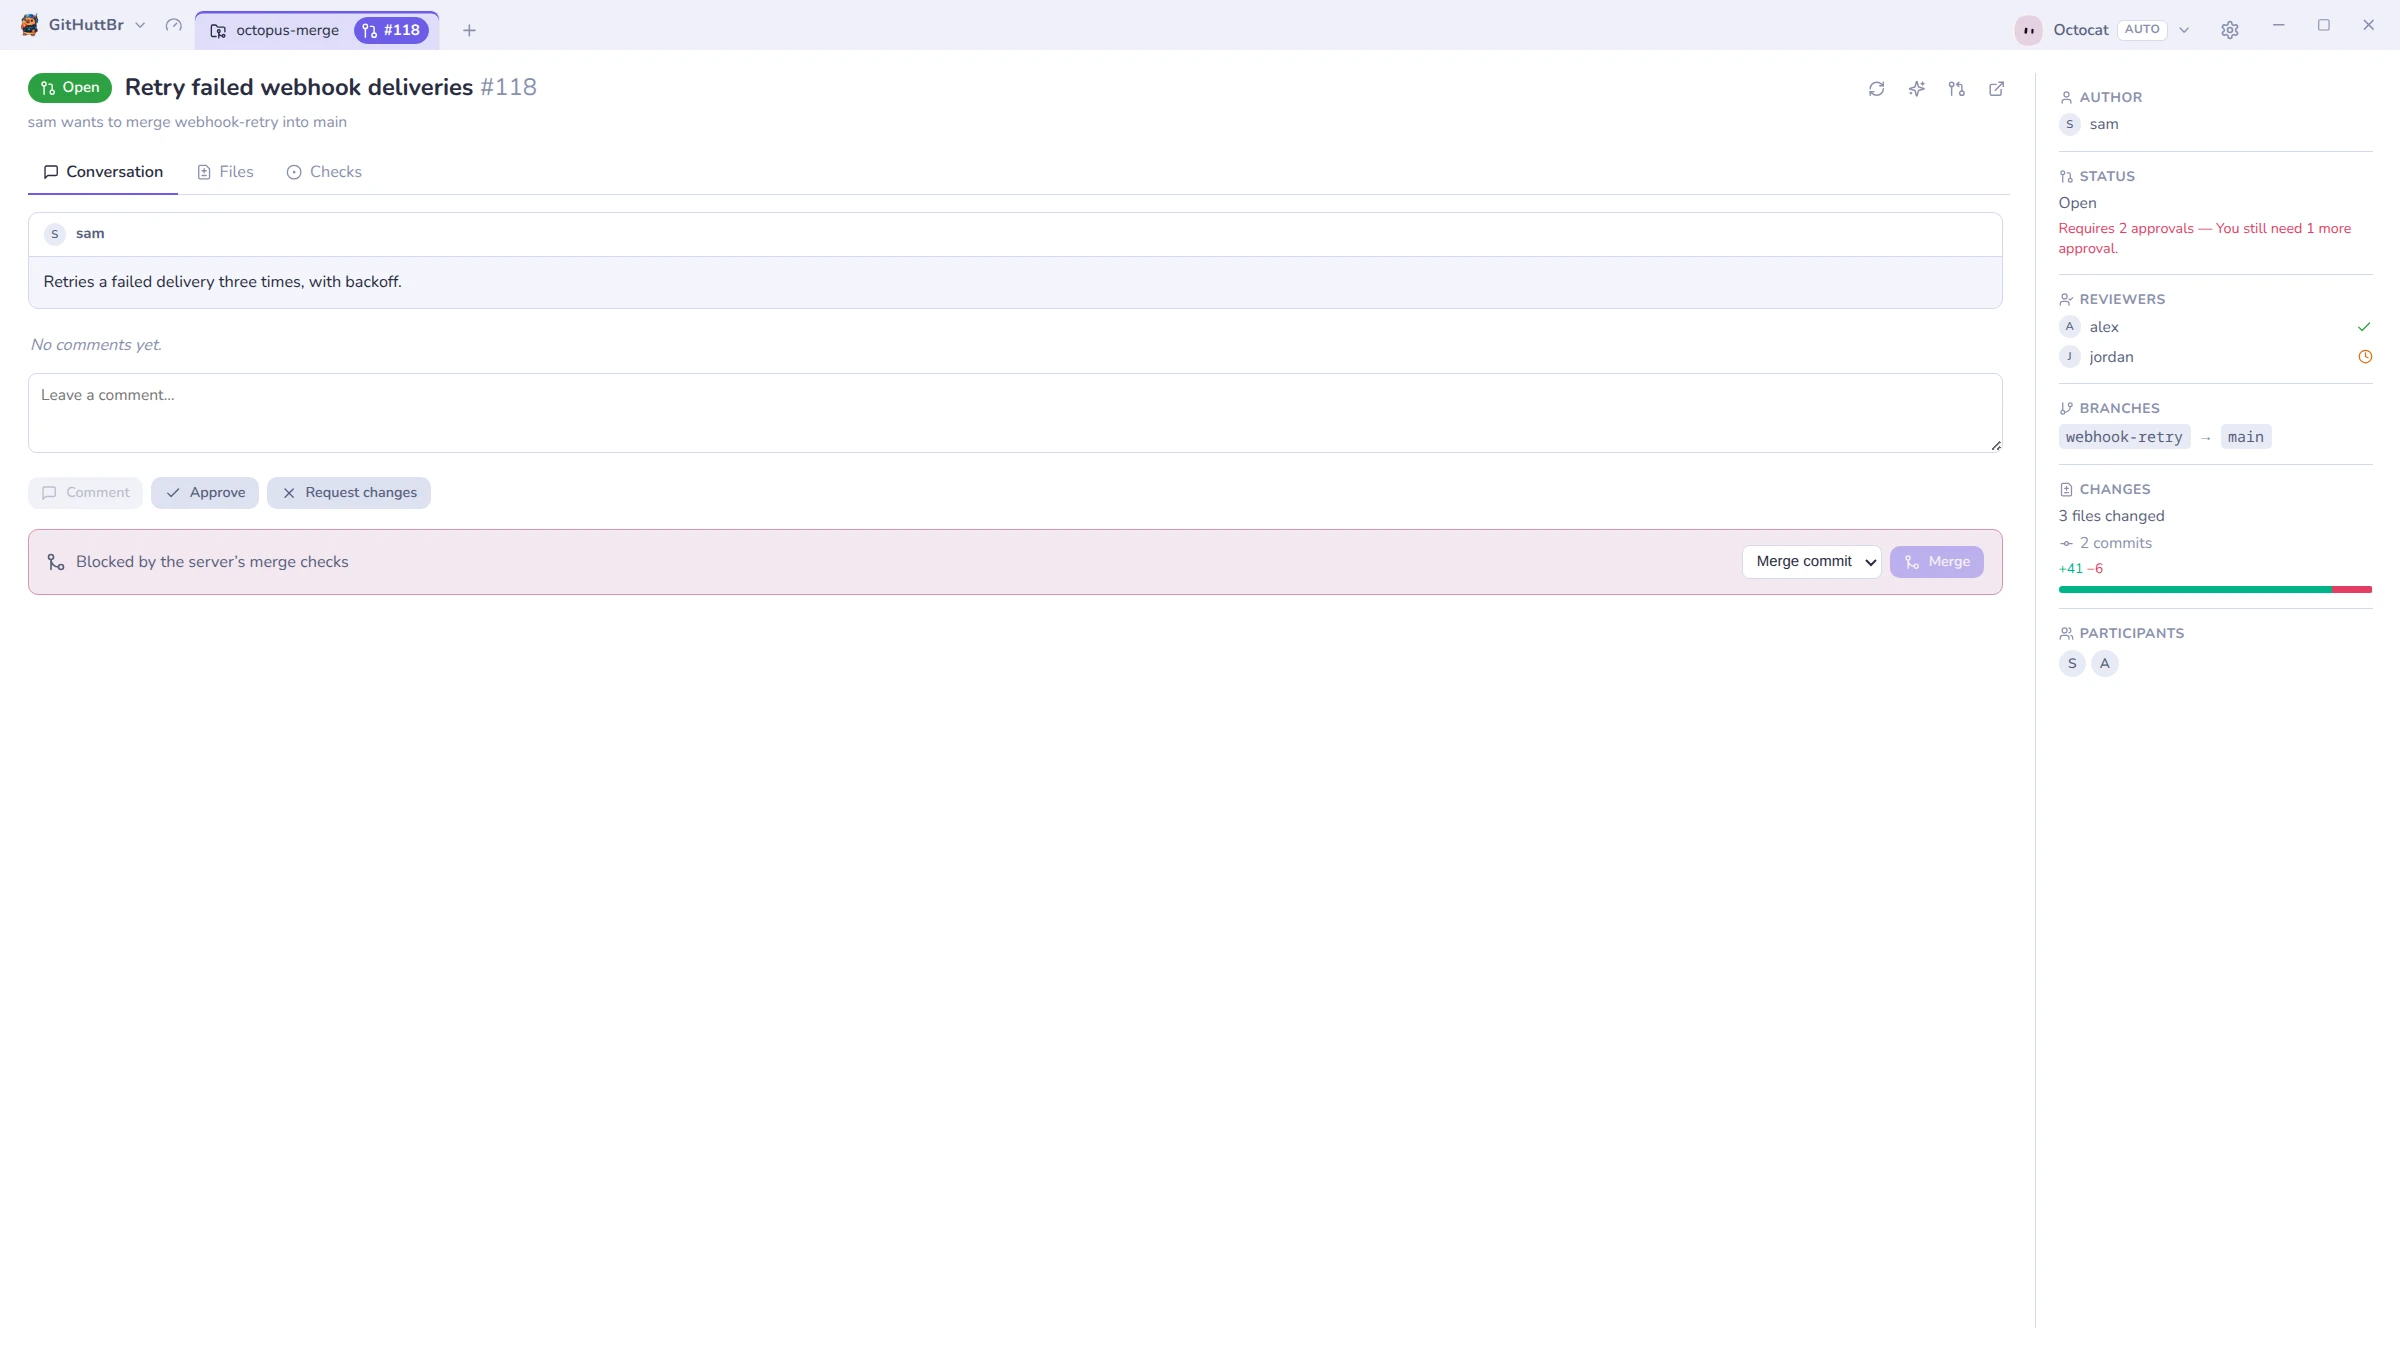 GitHuttBr
octopus-merge
#118
Octocat
AUTO
Open
Retry failed webhook deliveries #118
sam wants to merge webhook-retry into main
Conversation
Files
Checks
S
sam
Retries a failed delivery three times, with backoff.
No comments yet.
Leave a comment...
Comment
Approve
Request changes
Blocked by the server’s merge checks
Merge commit
Merge
AUTHOR
S
sam
STATUS
Open
Requires 2 approvals — You still need 1 more
approval.
REVIEWERS
A
alex
J
jordan
BRANCHES
webhook-retry → main
CHANGES
3 files changed
2 commits
+41 −6
PARTICIPANTS
S
A